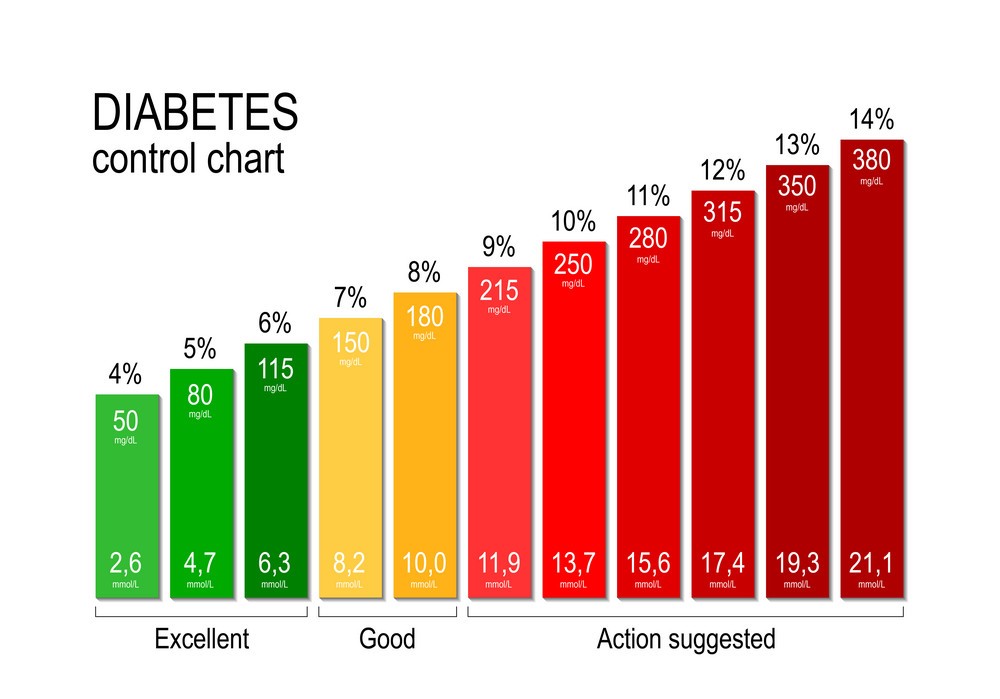 DIABETES
control chart
4%
50
mg/dL
2,6
mmol/L
5%
80
mg/dL
4,7
mmol/L
6%
115
mg/dL
6,3
mmol/L
7%
150
mg/dL
8,2
mmol/L
8%
180
mg/dL
10,0
mmol/L
9%
215
mg/dL
11,9
mmol/L
10%
250
mg/dL
13,7
mmol/L
11%
280
mg/dL
15,6
mmol/L
12%
315
mg/dL
17,4
mmol/L
13%
350
mg/dL
19,3
mmol/L
14%
380
mg/dL
21,1
mmol/L
Excellent
Good
Action suggested